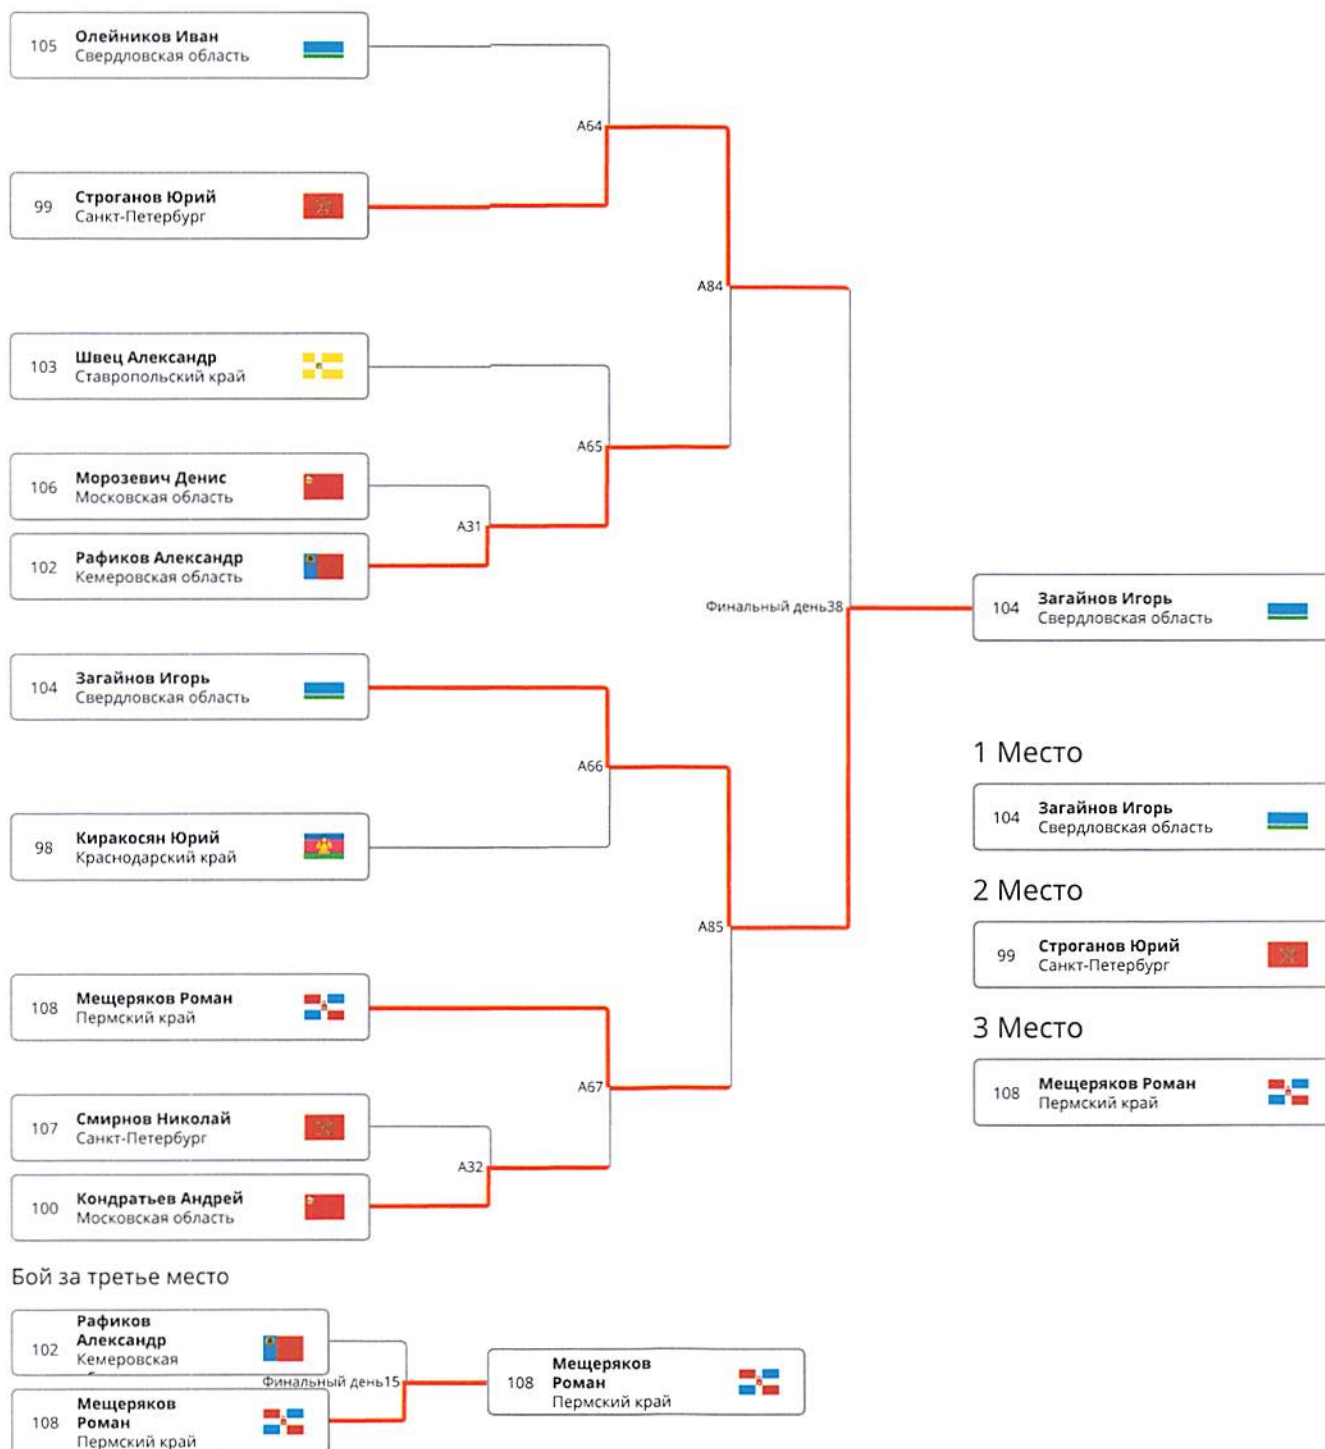 105
Олейников Иван
Свердловская область
A64
99
Строганов Юрий
Санкт-Петербург
A84
103
Швец Александр
Ставропольский край
A65
106
Морозевич Денис
Московская область
A31
102
Рафиков Александр
Кемеровская область
Финальный день38
104
Загайнов Игорь
Свердловская область
104
Загайнов Игорь
Свердловская область
A66
98
Киракосян Юрий
Краснодарский край
A85
108
Мещеряков Роман
Пермский край
A67
107
Смирнов Николай
Санкт-Петербург
A32
100
Кондратьев Андрей
Московская область
1 Место
104
Загайнов Игорь
Свердловская область
2 Место
99
Строганов Юрий
Санкт-Петербург
3 Место
108
Мещеряков Роман
Пермский край
Бой за третье место
102
Рафиков
Александр
Кемеровская
Финальный день15
108
Мещеряков
Роман
Пермский край
108
Мещеряков
Роман
Пермский край